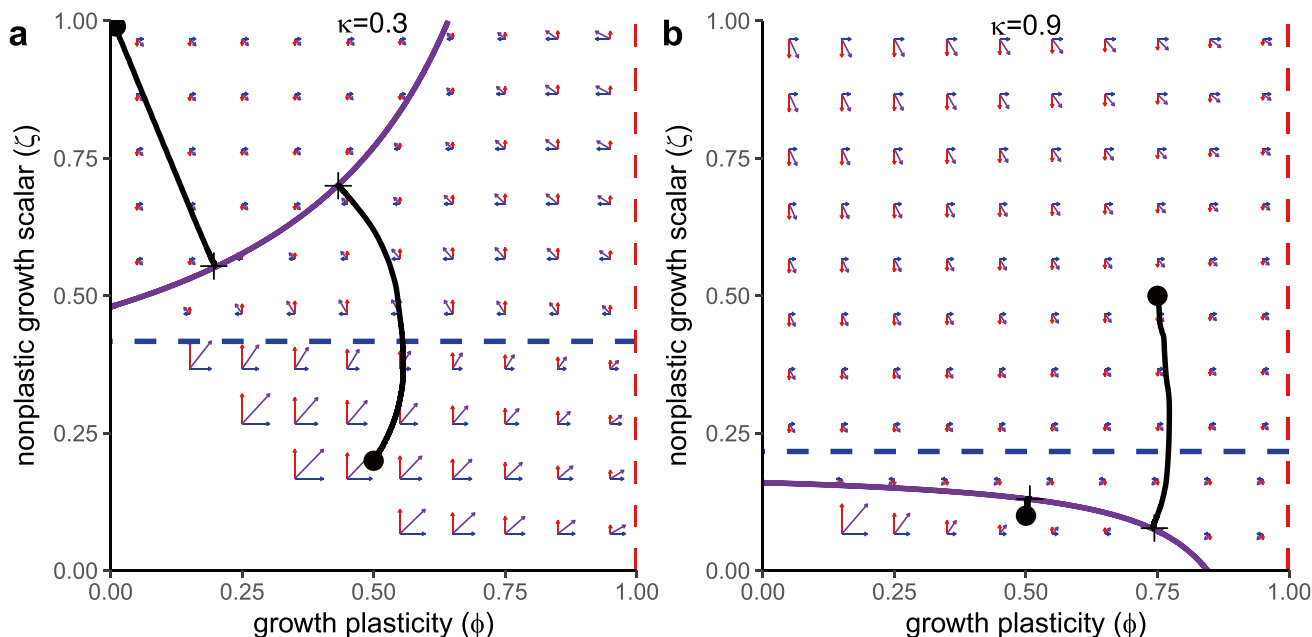 a
κ=0.3
nonplastic growth scalar (ζ)
1.00
0.75
0.50
0.25
0.00
0.00 0.25 0.50 0.75 1.00
growth plasticity (ϕ)
b
κ=0.9
nonplastic growth scalar (ζ)
1.00
0.75
0.50
0.25
0.00
0.00 0.25 0.50 0.75 1.00
growth plasticity (ϕ)